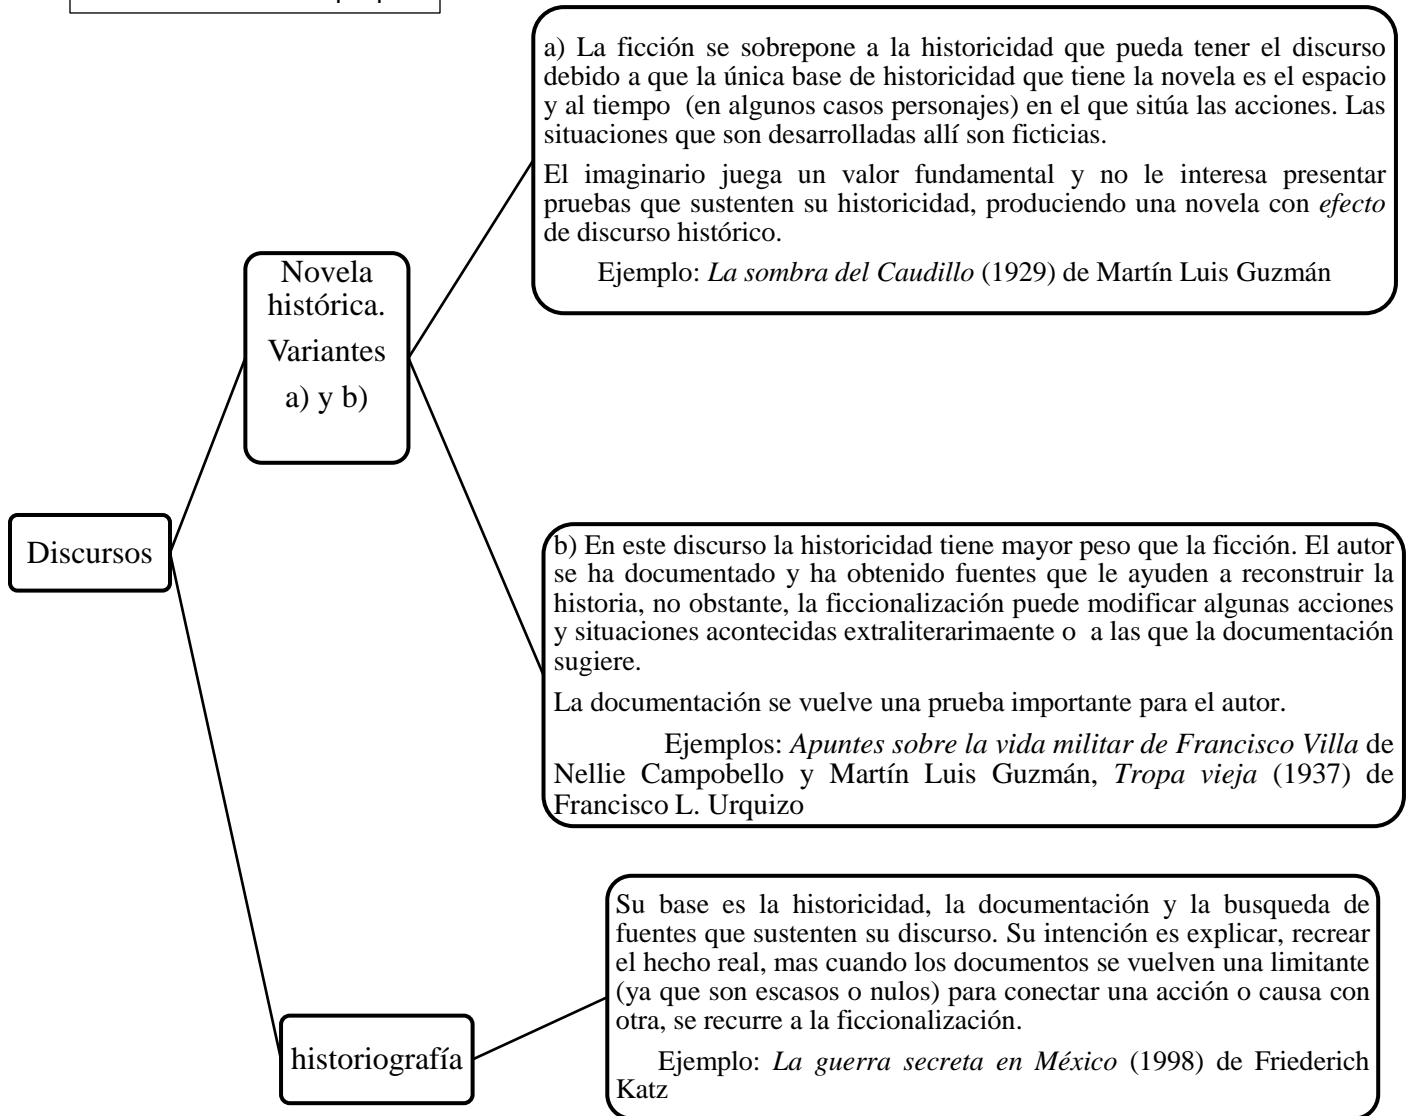 a) La ficción se sobrepone a la historicidad que pueda tener el discurso
debido a que la única base de historicidad que tiene la novela es el espacio
y al tiempo (en algunos casos personajes) en el que sitúa las acciones. Las
situaciones que son desarrolladas allí son ficticias.
El imaginario juega un valor fundamental y no le interesa presentar
pruebas que sustenten su historicidad, produciendo una novela con efecto
de discurso histórico.
Ejemplo: La sombra del Caudillo (1929) de Martín Luis Guzmán
Novela
histórica.
Variantes
a) y b)
Discursos
b) En este discurso la historicidad tiene mayor peso que la ficción. El autor
se ha documentado y ha obtenido fuentes que le ayuden a reconstruir la
historia, no obstante, la ficcionalización puede modificar algunas acciones
y situaciones acontecidas extraliterarimaente o a las que la documentación
sugiere.
La documentación se vuelve una prueba importante para el autor.
Ejemplos: Apuntes sobre la vida militar de Francisco Villa de
Nellie Campobello y Martín Luis Guzmán, Tropa vieja (1937) de
Francisco L. Urquizo
Su base es la historicidad, la documentación y la busqueda de
fuentes que sustenten su discurso. Su intención es explicar, recrear
el hecho real, mas cuando los documentos se vuelven una limitante
(ya que son escasos o nulos) para conectar una acción o causa con
otra, se recurre a la ficcionalización.
Ejemplo: La guerra secreta en México (1998) de Friederich
Katz
historiografía